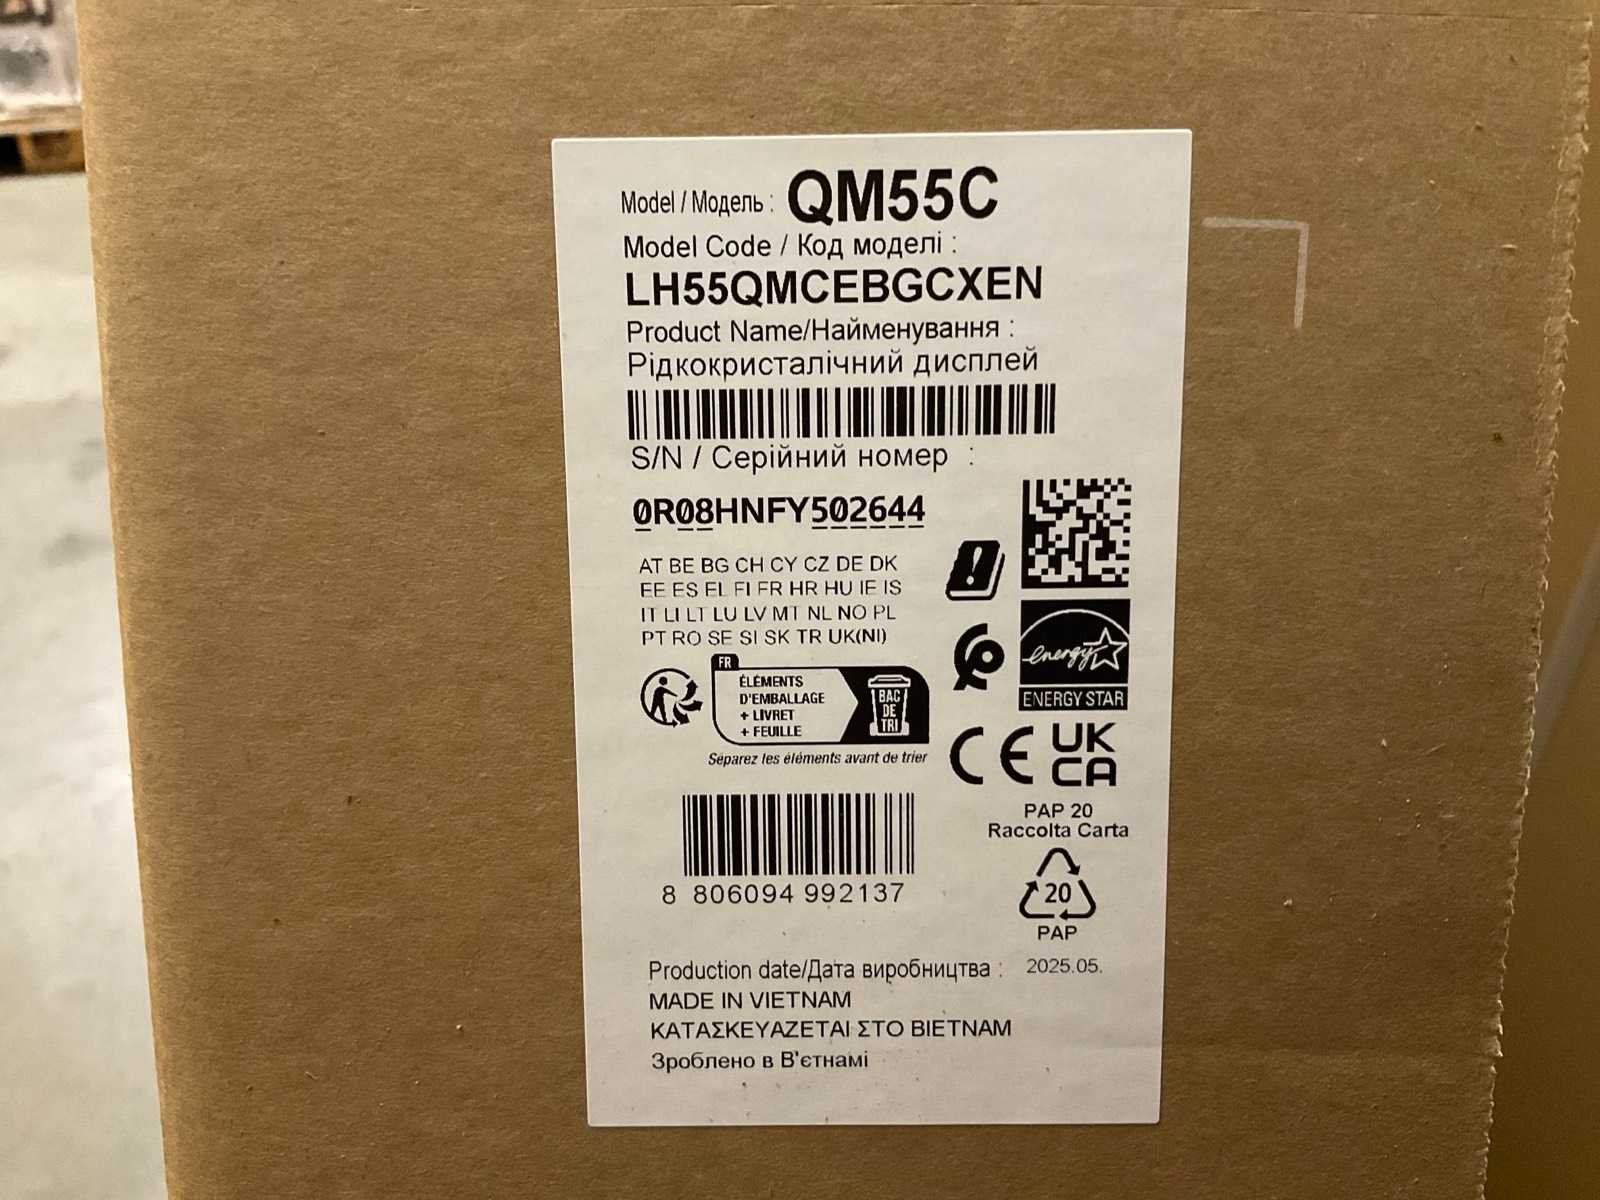 Model / Модель : QM55C
Model Code / Код моделі :
LH55QMCEBGCXEN
Product Name/Найменування :
Рідкокристалічний дисплей
S/N / Серійний номер :
0R08HNFY502644
AT BE BG CH CY CZ DE DK
EE ES EL FI FR HR HU IE IS
IT LI LT LU LV MT NL NO PL
PT RO SE SI SK TR UK(NI)
energy
ENERGY STAR
FR
ÉLÉMENTS
D'EMBALLAGE
+ LIVRET
+ FEUILLE
BAC
DE
TRI
Séparez les éléments avant de trier
CE
UK
CA
8 806094 992137
PAP 20
Raccolta Carta
20
PAP
Production date/Дата виробництва : 2025.05.
MADE IN VIETNAM
ΚΑΤΑΣΚΕΥΑΖΕΤΑΙ ΣΤΟ ΒΙΕΤΝΑΜ
Зроблено в В'єтнамі